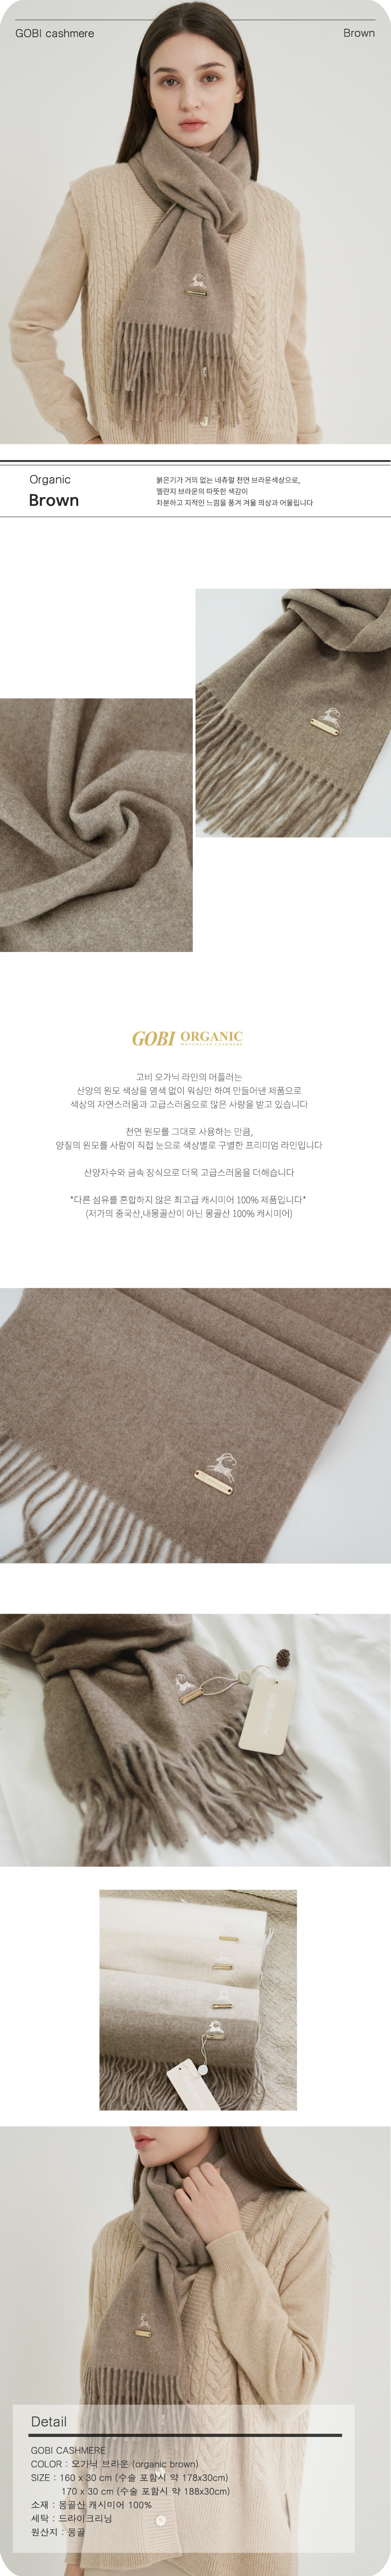 GOBI cashmere
Brown
Organic
Brown
붉은기가 거의 없는 네츄럴 천연 브라운색상으로,
멜란지 브라운의 따뜻한 색감이
차분하고 지적인 느낌을 풍겨 겨울 의상과 어울립니다
GOBI ORGANIC
MONGOLIAN CASHMERE
고비 오가닉 라인의 머플러는
산양의 원모 색상을 염색 없이 워싱만 하여 만들어낸 제품으로
색상의 자연스러움과 고급스러움으로 많은 사랑을 받고 있습니다
천연 원모를 그대로 사용하는 만큼,
양질의 원모를 사람이 직접 눈으로 색상별로 구별한 프리미엄 라인입니다
산양자수와 금속 장식으로 더욱 고급스러움을 더해습니다
*다른 섬유를 혼합하지 않은 최고급 캐시미어 100% 제품입니다*
(저가의 중국산,내몽골산이 아닌 몽골산 100% 캐시미어)
Detail
GOBI CASHMERE
COLOR : 오가닉 브라운 (organic brown)
SIZE : 160 x 30 cm (수술 포함시 약 178x30cm)
170 x 30 cm (수술 포함시 약 188x30cm)
소재 : 몽골산 캐시미어 100%
세탁 : 드라이크리닝
원산지 : 몽골